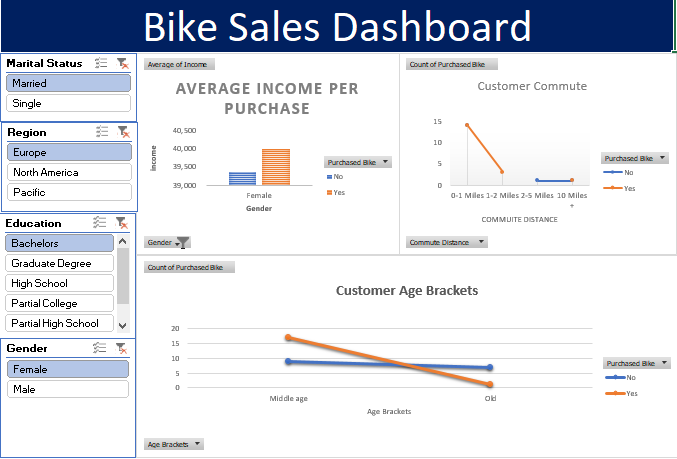 Bike Sales Dashboard
Marital Status
Married
Single
Region
Europe
North America
Pacific
Education
Bachelors
Graduate Degree
High School
Partial College
Partial High School
Gender
Female
Male
Average of Income
AVERAGE INCOME PER
PURCHASE
40,500
40,000
39,500
39,000
Income
Female
Gender
Purchased Bike
No
Yes
Gender
Count of Purchased Bike
Customer Commute
15
10
5
0
0-1 Miles 1-2 Miles 2-5 Miles 10 Miles
+
COMMUITE DISTANCE
Purchased Bike
No
Yes
Commute Distance
Count of Purchased Bike
Customer Age Brackets
20
15
10
5
0
Middle age
Old
Age Brackets
Purchased Bike
No
Yes
Age Brackets